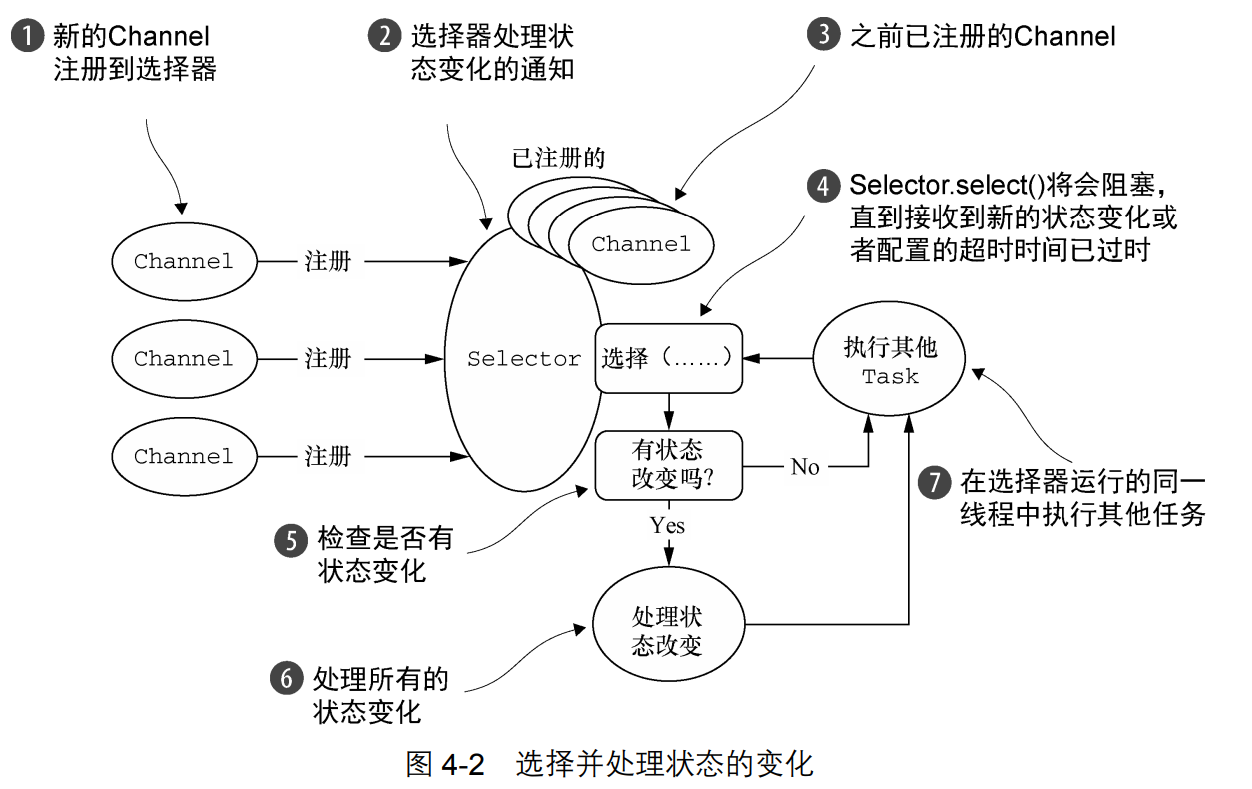 1 新的Channel
注册到选择器
2 选择器处理状
态变化的通知
3 之前已注册的Channel
已注册的
Channel
4 Selector.select()将会阻塞，
直到接收到新的状态变化或
者配置的超时时间已过时
Channel 注册
Channel 注册
Channel 注册
Selector
选择（……）
执行其他
Task
有状态
改变吗？
No
Yes
7 在选择器运行的同一
线程中执行其他任务
5 检查是否有
状态变化
处理状
态改变
6 处理所有的
状态变化
图 4-2 选择并处理状态的变化